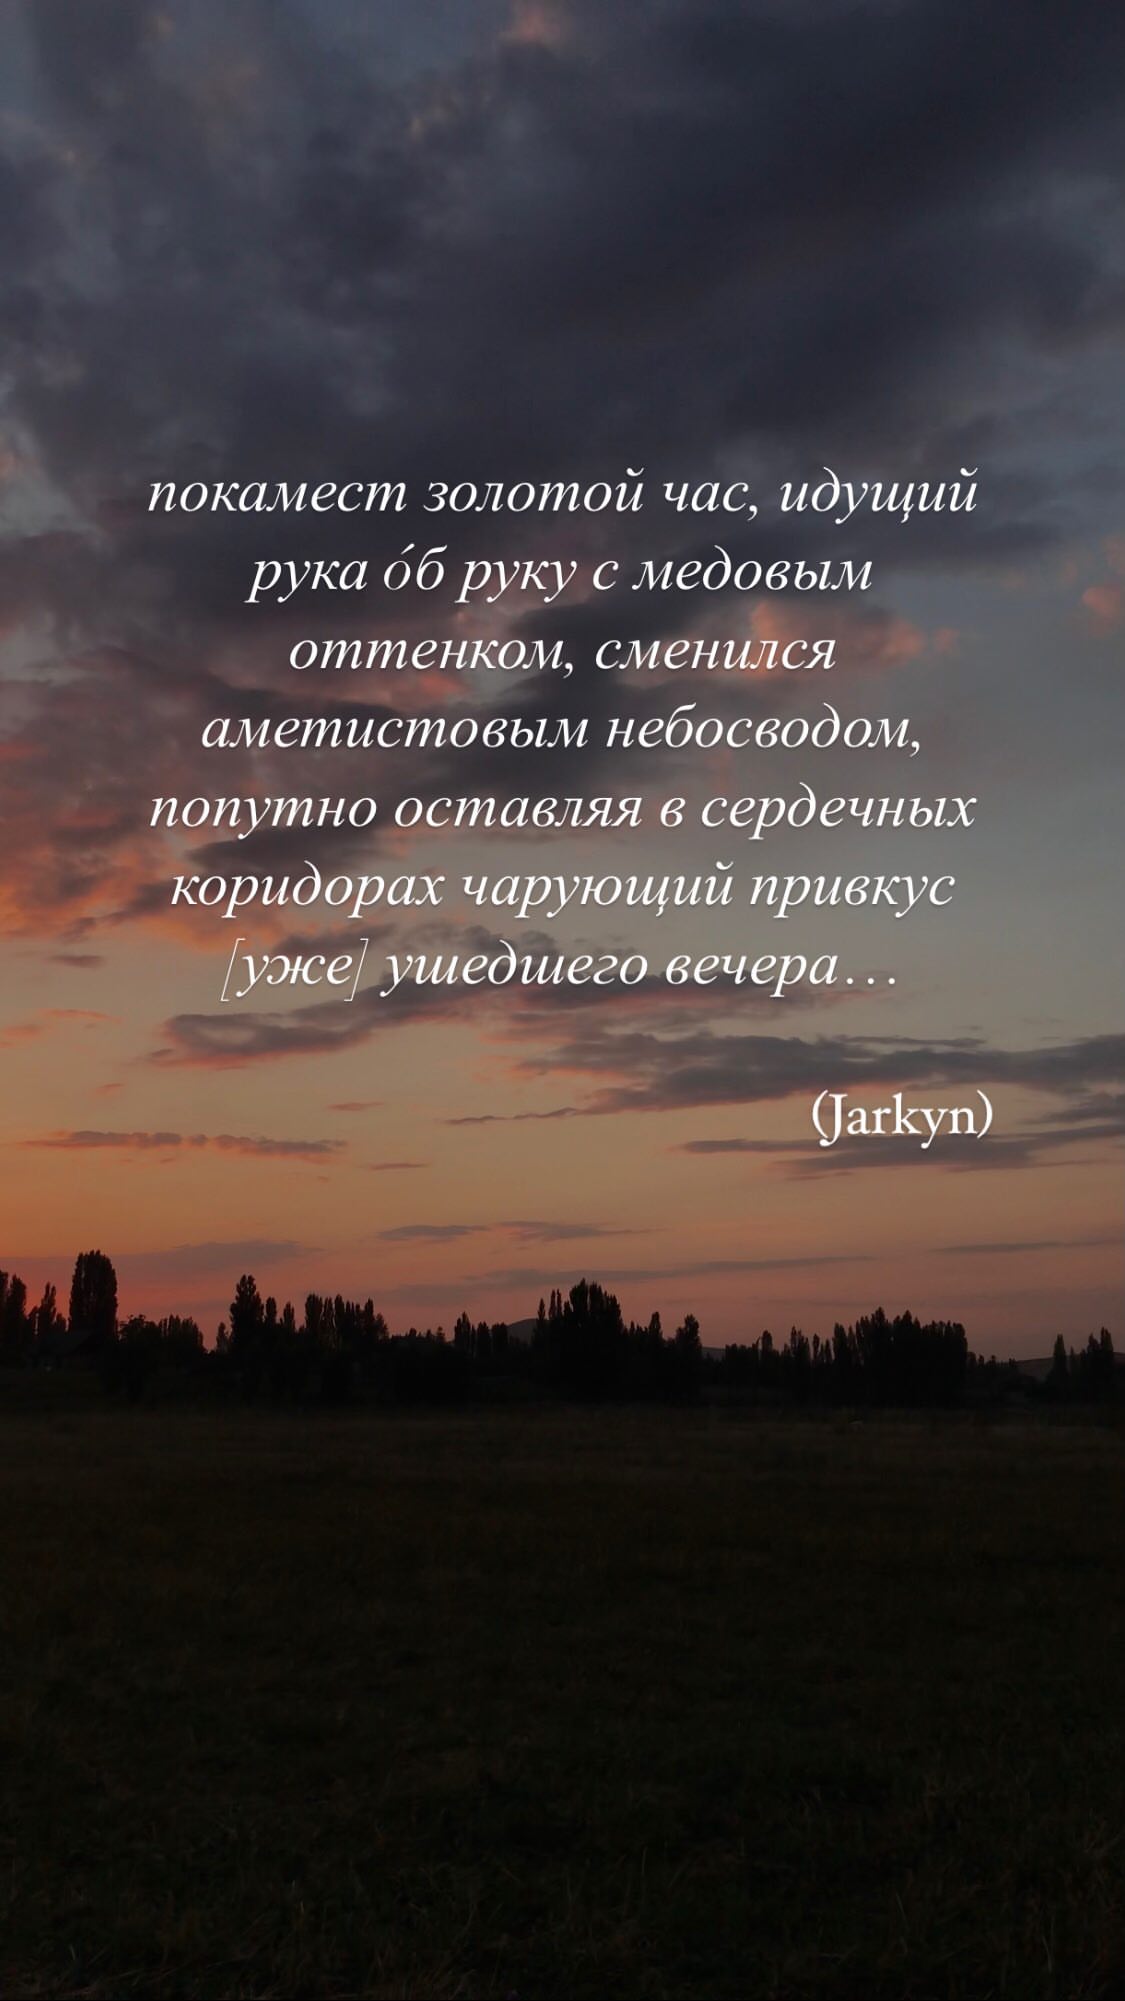 покамест золотой час, идущий
рука о́б руку с медовым
оттенком, сменился
аметистовым небосводом,
попутно оставляя в сердечных
коридорах чарующий привкус
[уже] ушедшего вечера...
(Jarkyn)